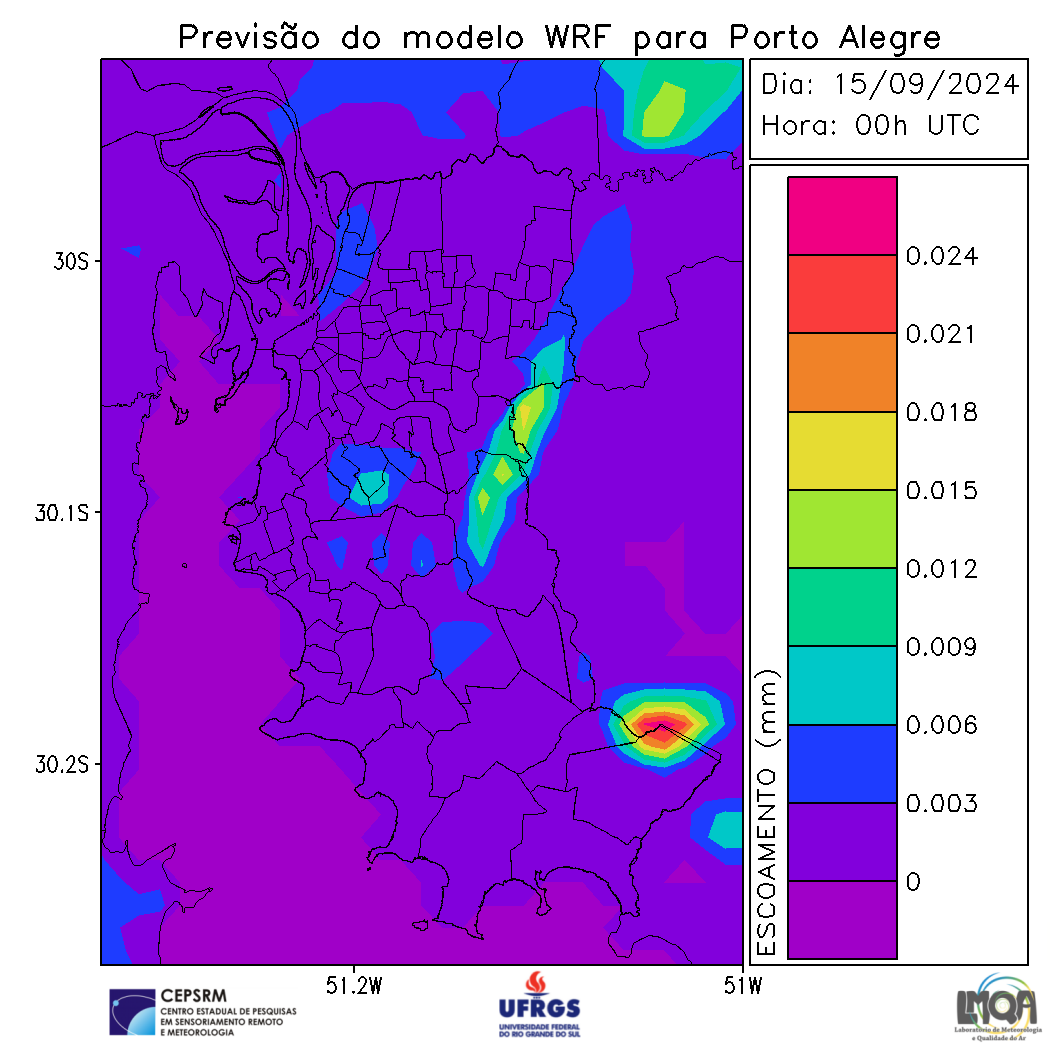 Previsão do modelo WRF para Porto Alegre
Dia: 15/09/2024
Hora: 00h UTC
30S
30.1S
30.2S
51.2W
51W
ESCOAMENTO (mm)
0.024
0.021
0.018
0.015
0.012
0.009
0.006
0.003
0
CEPSRM
CENTRO ESTADUAL DE PESQUISAS
EM SENSORIAMENTO REMOTO
E METEOROLOGIA
UFRGS
UNIVERSIDADE FEDERAL
DO RIO GRANDE DO SUL
LMQA
Laboratório de Meteorologia
e Qualidade do Ar